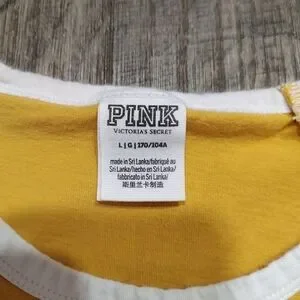 PINK
VICTORIA'S SECRET
L | G | 170/104A
made in Sri Lanka/fabriqué au
Sri Lanka/hecho en Sri Lanka/
fabbricato in Sri Lanka/
斯里兰卡制造